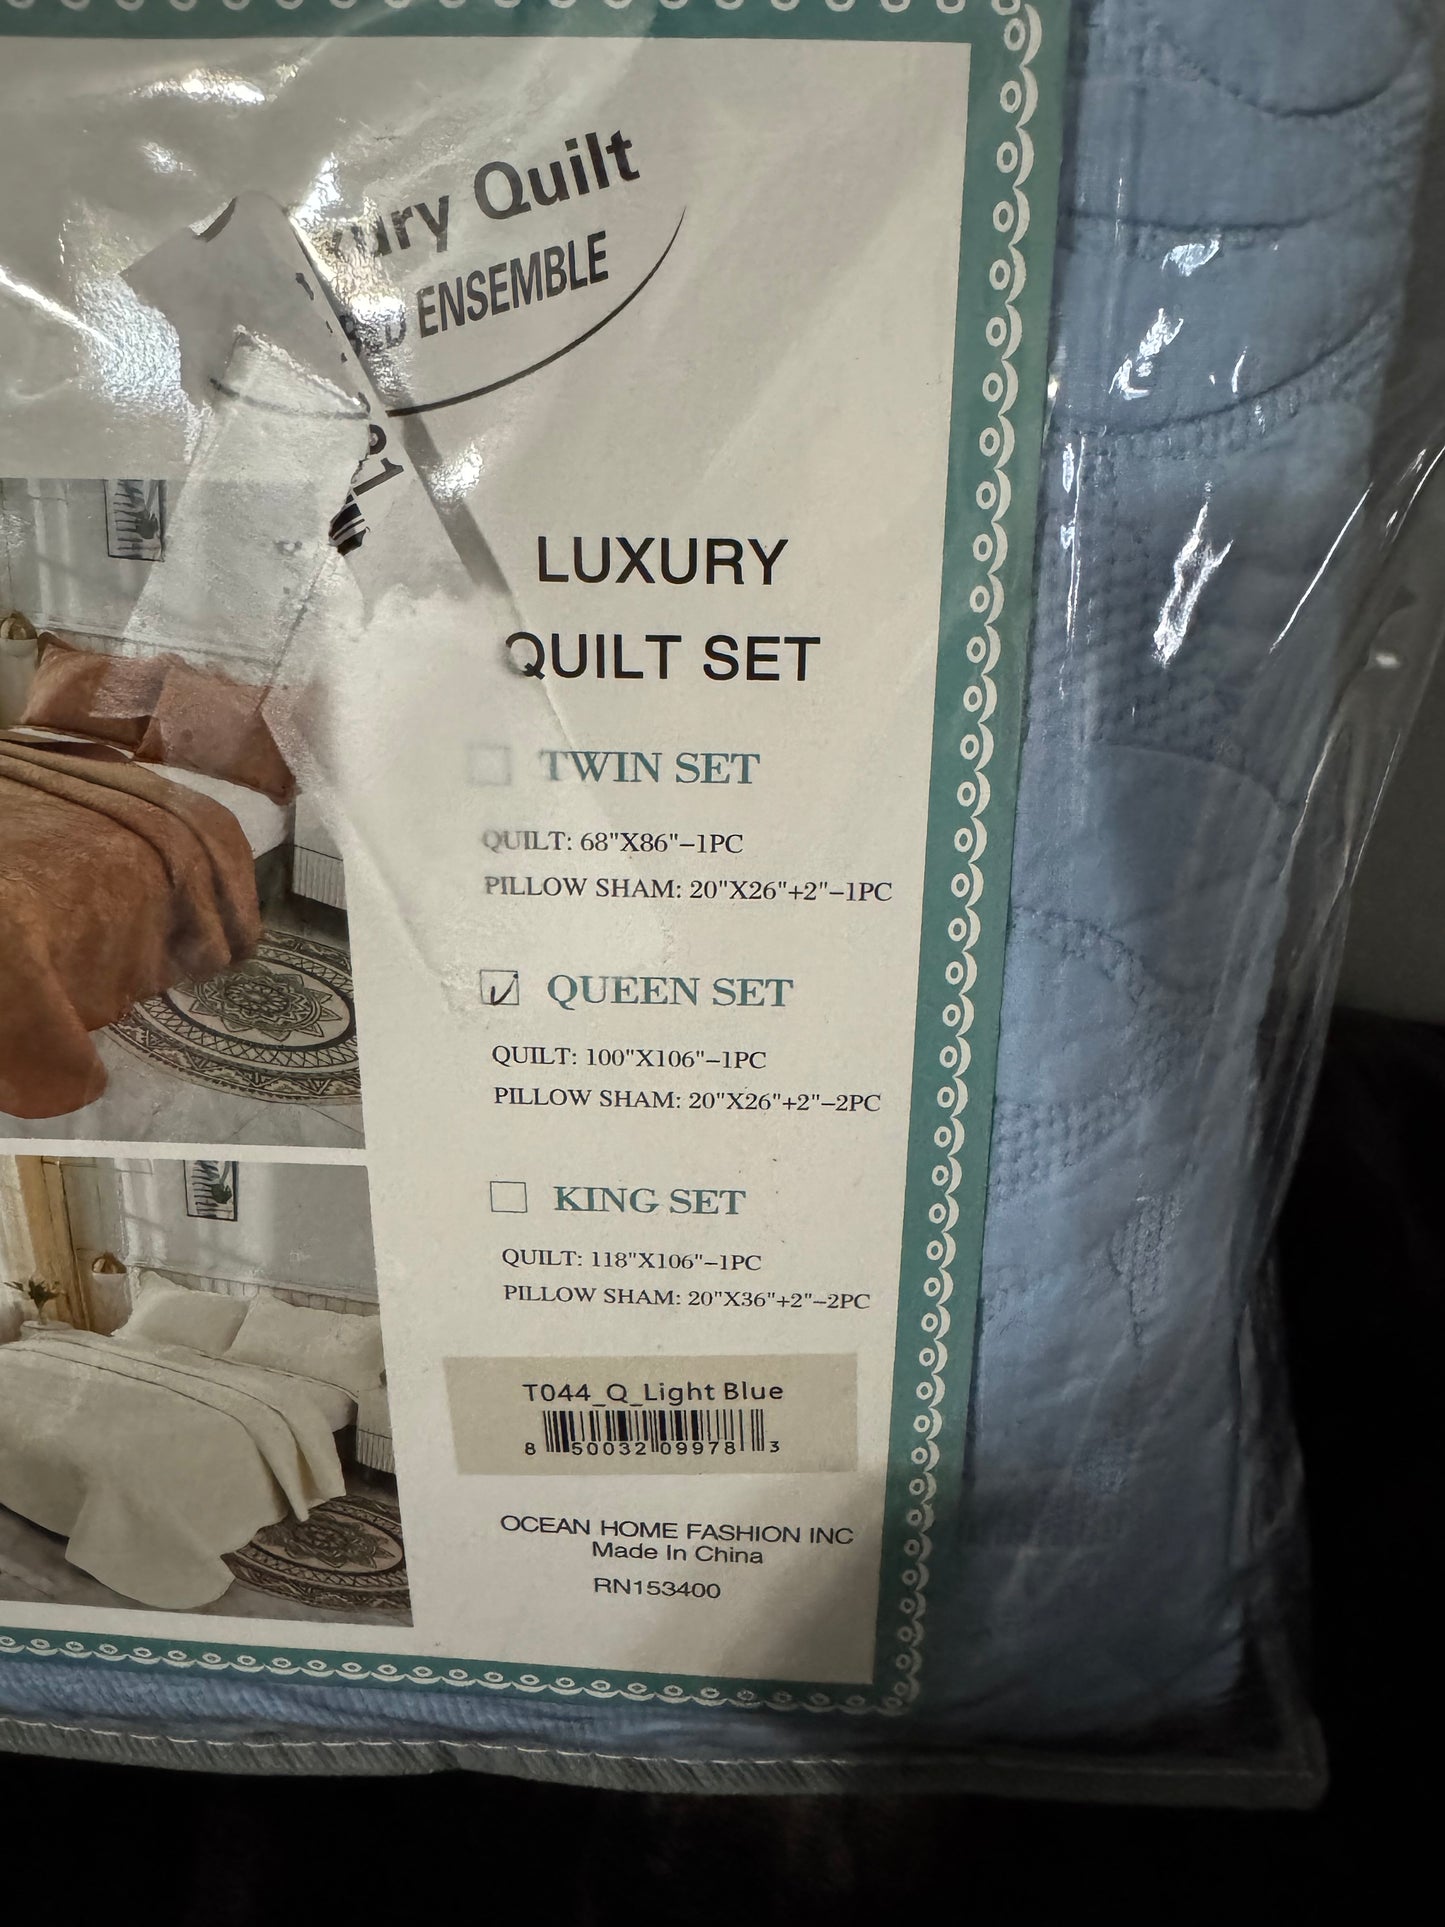 Quilt
ENSEMBLE
LUXURY
QUILT SET
TWIN SET
QUILT: 68"X86"–1PC
PILLOW SHAM: 20"X26"+2"–1PC
QUEEN SET
QUILT: 100"X106"–1PC
PILLOW SHAM: 20"X26"+2"–2PC
KING SET
QUILT: 118"X106"–1PC
PILLOW SHAM: 20"X36"+2"–2PC
T044_Q_Light Blue
8 50032 09978 3
OCEAN HOME FASHION INC
Made In China
RN153400